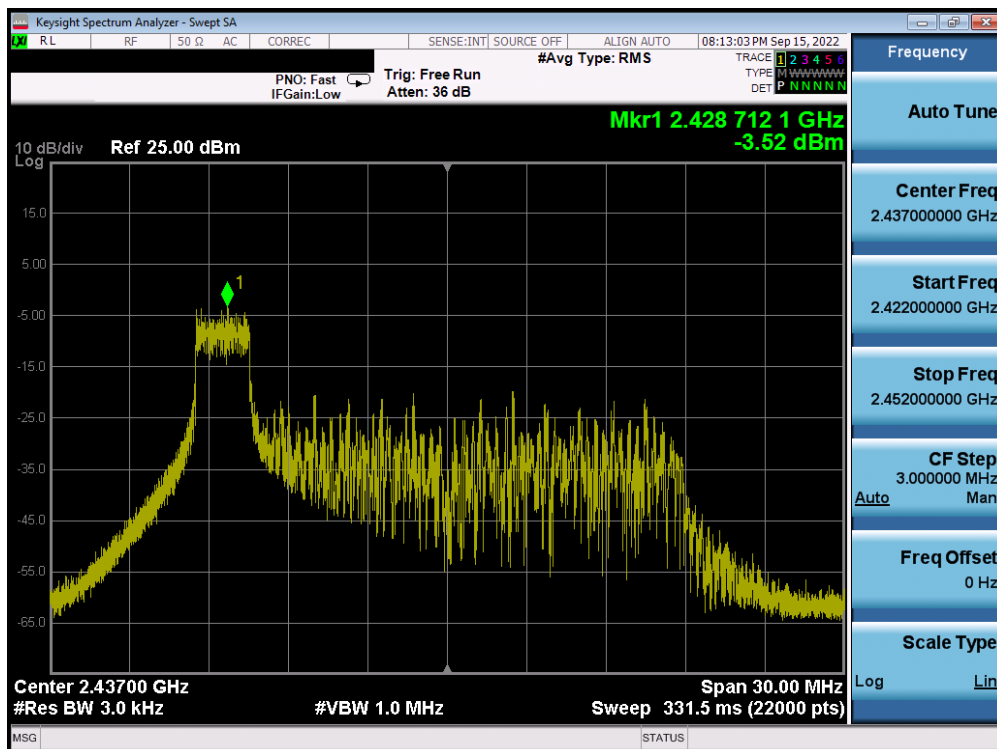 Keysight Spectrum Analyzer - Swept SA
LXI RL RF 50 Ω AC CORREC SENSE:INT SOURCE OFF ALIGN AUTO 08:13:03 PM Sep 15, 2022
Frequency
#Avg Type: RMS
TRACE 1 2 3 4 5 6
PNO: Fast Trig: Free Run
TYPE M WWWWW
IFGain:Low Atten: 36 dB
DET P N N N N N
Auto Tune
Mkr1 2.428 712 1 GHz
-3.52 dBm
10 dB/div Ref 25.00 dBm
Log
15.0
5.00
-5.00
-15.0
-25.0
-35.0
-45.0
-55.0
-65.0
1
Center Freq
2.437000000 GHz
Start Freq
2.422000000 GHz
Stop Freq
2.452000000 GHz
CF Step
3.000000 MHz
Auto Man
Freq Offset
0 Hz
Scale Type
Log Lin
Center 2.43700 GHz Span 30.00 MHz
#Res BW 3.0 kHz #VBW 1.0 MHz Sweep 331.5 ms (22000 pts)
MSG STATUS